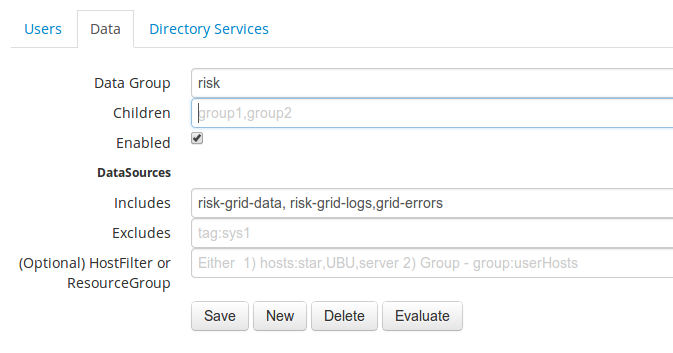 Users Data Directory Services
Data Group risk
Children group1,group2
Enabled
DataSources
Includes risk-grid-data, risk-grid-logs,grid-errors
Excludes tag:sys1
(Optional) HostFilter or Either 1) hosts:star,UBU,server 2) Group - group:userHosts
ResourceGroup
Save New Delete Evaluate